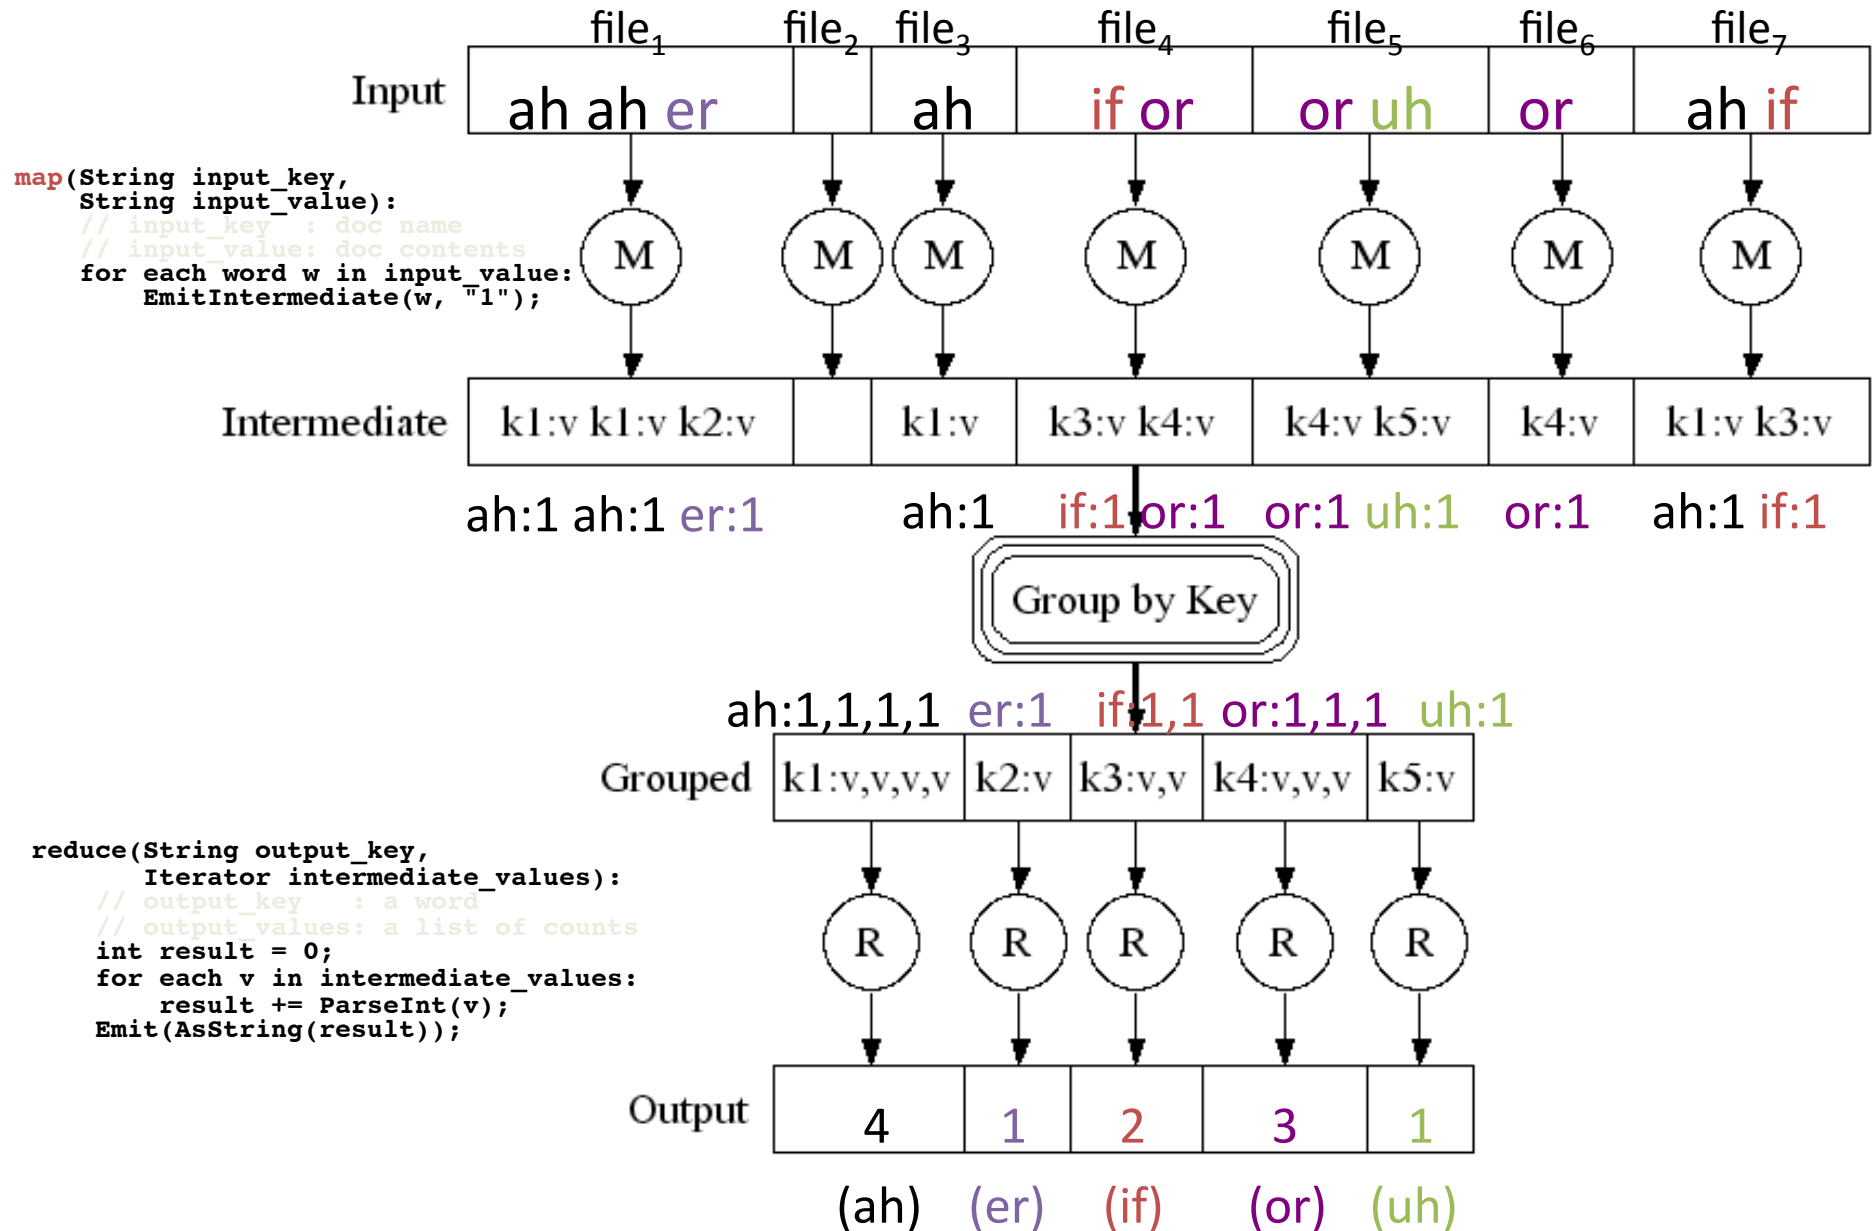 file1 file2 file3 file4 file5 file6 file7
Input
ah ah er ah if or or uh or ah if
map(String input_key,
String input_value):
// input_key : doc name
// input_value: doc contents
for each word w in input_value:
EmitIntermediate(w, "1");
M M M M M M M
Intermediate
k1:v k1:v k2:v k1:v k3:v k4:v k4:v k5:v k4:v k1:v k3:v
ah:1 ah:1 er:1 ah:1 if:1 or:1 or:1 uh:1 or:1 ah:1 if:1
Group by Key
ah:1,1,1,1 er:1 if:1,1 or:1,1,1 uh:1
Grouped
k1:v,v,v,v k2:v k3:v,v k4:v,v,v k5:v
reduce(String output_key,
Iterator intermediate_values):
// output_key : a word
// output_values: a list of counts
int result = 0;
for each v in intermediate_values:
result += ParseInt(v);
Emit(AsString(result));
R R R R R
Output
4 1 2 3 1
(ah) (er) (if) (or) (uh)